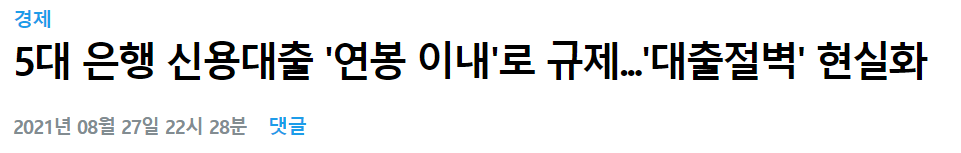 경제
5대 은행 신용대출 '연봉 이내'로 규제...'대출절벽' 현실화
2021년 08월 27일 22시 28분 댓글